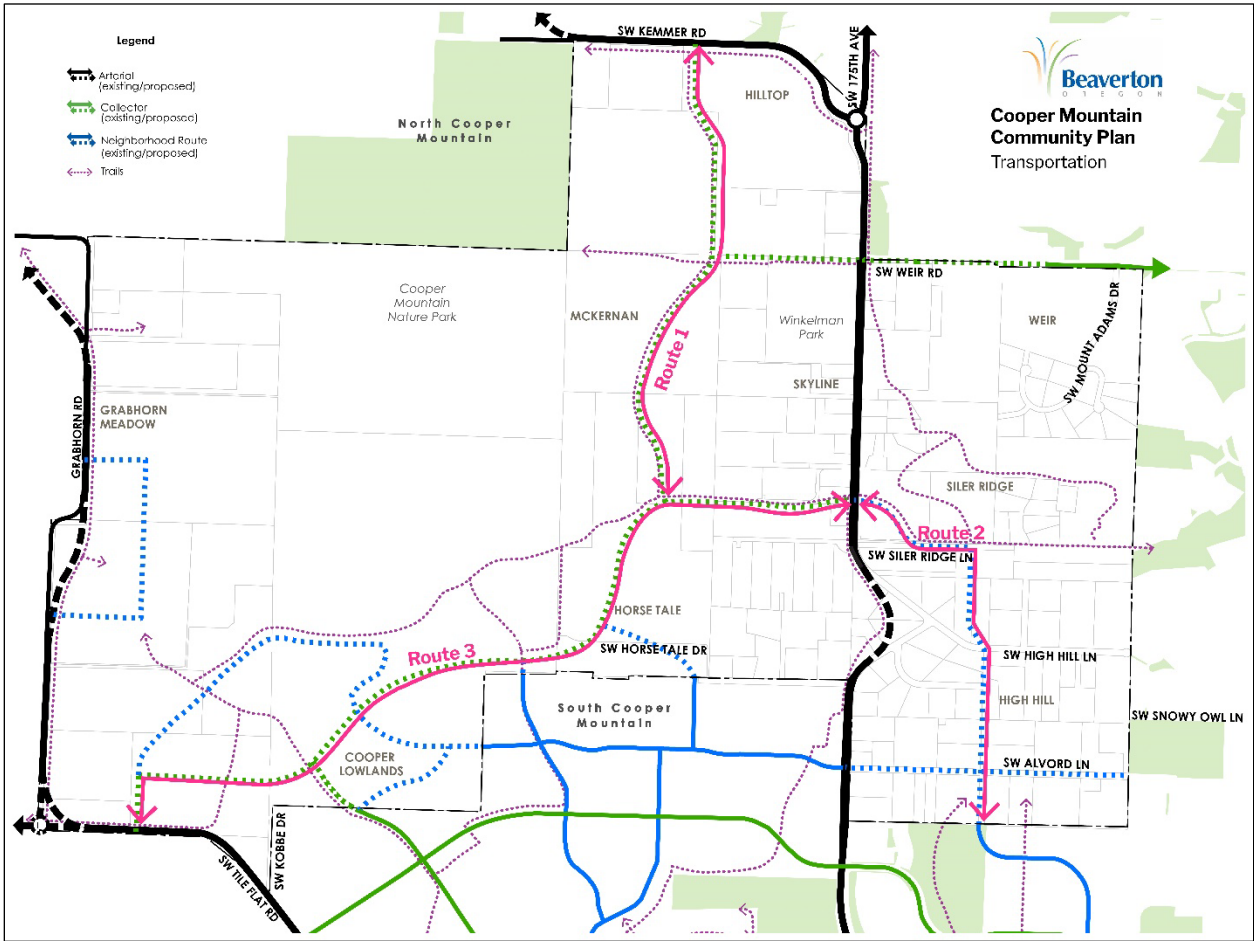 Legend
Arterial
(existing/proposed)
Collector
(existing/proposed)
Neighborhood Route
(existing/proposed)
Trails
SW KEMMER RD
SW 175TH AVE
HILLTOP
Beaverton
OREGON
Cooper Mountain
Community Plan
Transportation
North Cooper
Mountain
SW WEIR RD
Cooper
Mountain
Nature Park
MCKERNAN
Winkelman
Park
WEIR
SW MOUNT ADAMS DR
Route 1
SKYLINE
GRABHORN RD
GRABHORN
MEADOW
SILER RIDGE
Route 2
SW SILER RIDGE LN
HORSE TALE
SW HORSE TALE DR
Route 3
SW HIGH HILL LN
HIGH HILL
South Cooper
Mountain
SW SNOWY OWL LN
COOPER
LOWLANDS
SW ALVORD LN
SW KOBBE DR
SW TILE FLAT RD